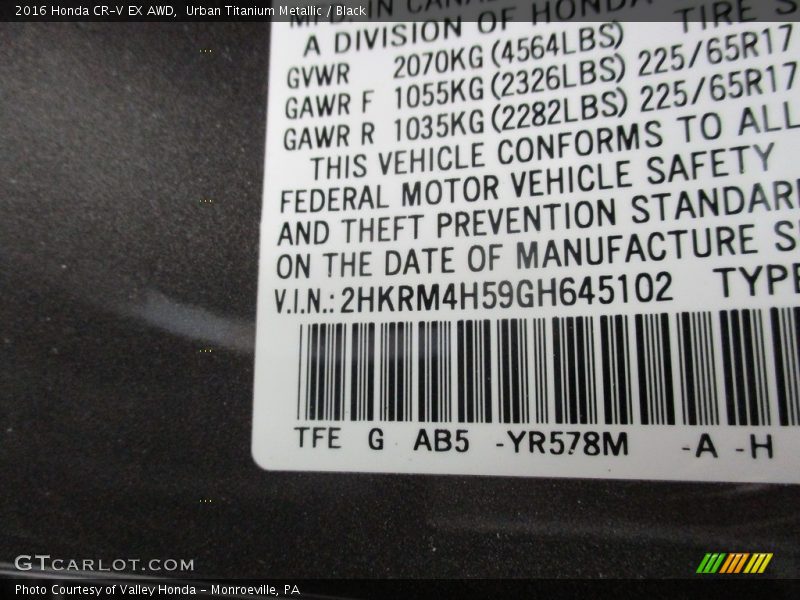 2016 Honda CR-V EX AWD, Urban Titanium Metallic / Black
A DIVISION OF HONDA TIRE
GVWR 2070KG (4564LBS)
GAWR F 1055KG (2326LBS) 225/65R17
GAWR R 1035KG (2282LBS) 225/65R17
THIS VEHICLE CONFORMS TO ALL
FEDERAL MOTOR VEHICLE SAFETY
AND THEFT PREVENTION STANDAR
ON THE DATE OF MANUFACTURE S
V.I.N.: 2HKRM4H59GH645102 TYPE
TFE G AB5 -YR578M -A -H
GTCARLOT.COM
Photo Courtesy of Valley Honda - Monroeville, PA